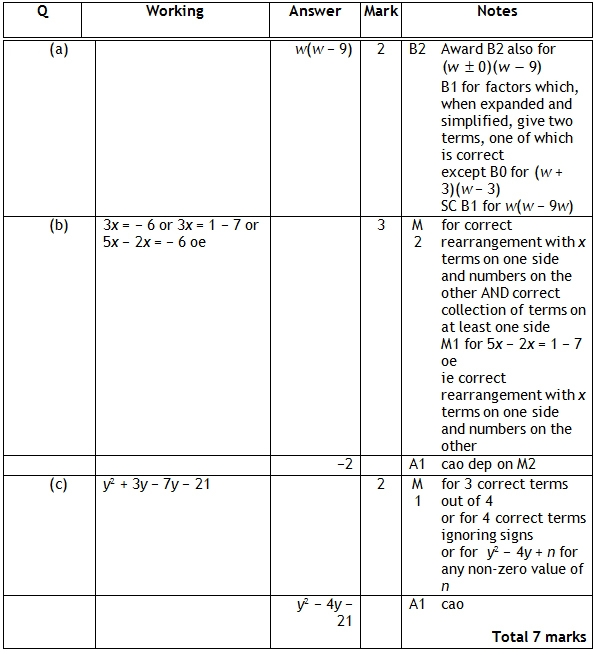 Q Working Answer Mark Notes
(a) w(w – 9) 2 B2 Award B2 also for
(w ± 0)(w – 9)
B1 for factors which,
when expanded and
simplified, give two
terms, one of which
is correct
except B0 for (w +
3)(w – 3)
SC B1 for w(w – 9w)
(b) 3x = – 6 or 3x = 1 – 7 or 3 M for correct
5x – 2x = – 6 oe 2 rearrangement with x
terms on one side
and numbers on the
other AND correct
collection of terms on
at least one side
M1 for 5x – 2x = 1 – 7
oe
ie correct
rearrangement with x
terms on one side
and numbers on the
other
–2 A1 cao dep on M2
(c) y² + 3y – 7y – 21 2 M for 3 correct terms
1 out of 4
or for 4 correct terms
ignoring signs
or for y² – 4y + n for
any non-zero value of
n
y² – 4y – A1 cao
21
Total 7 marks